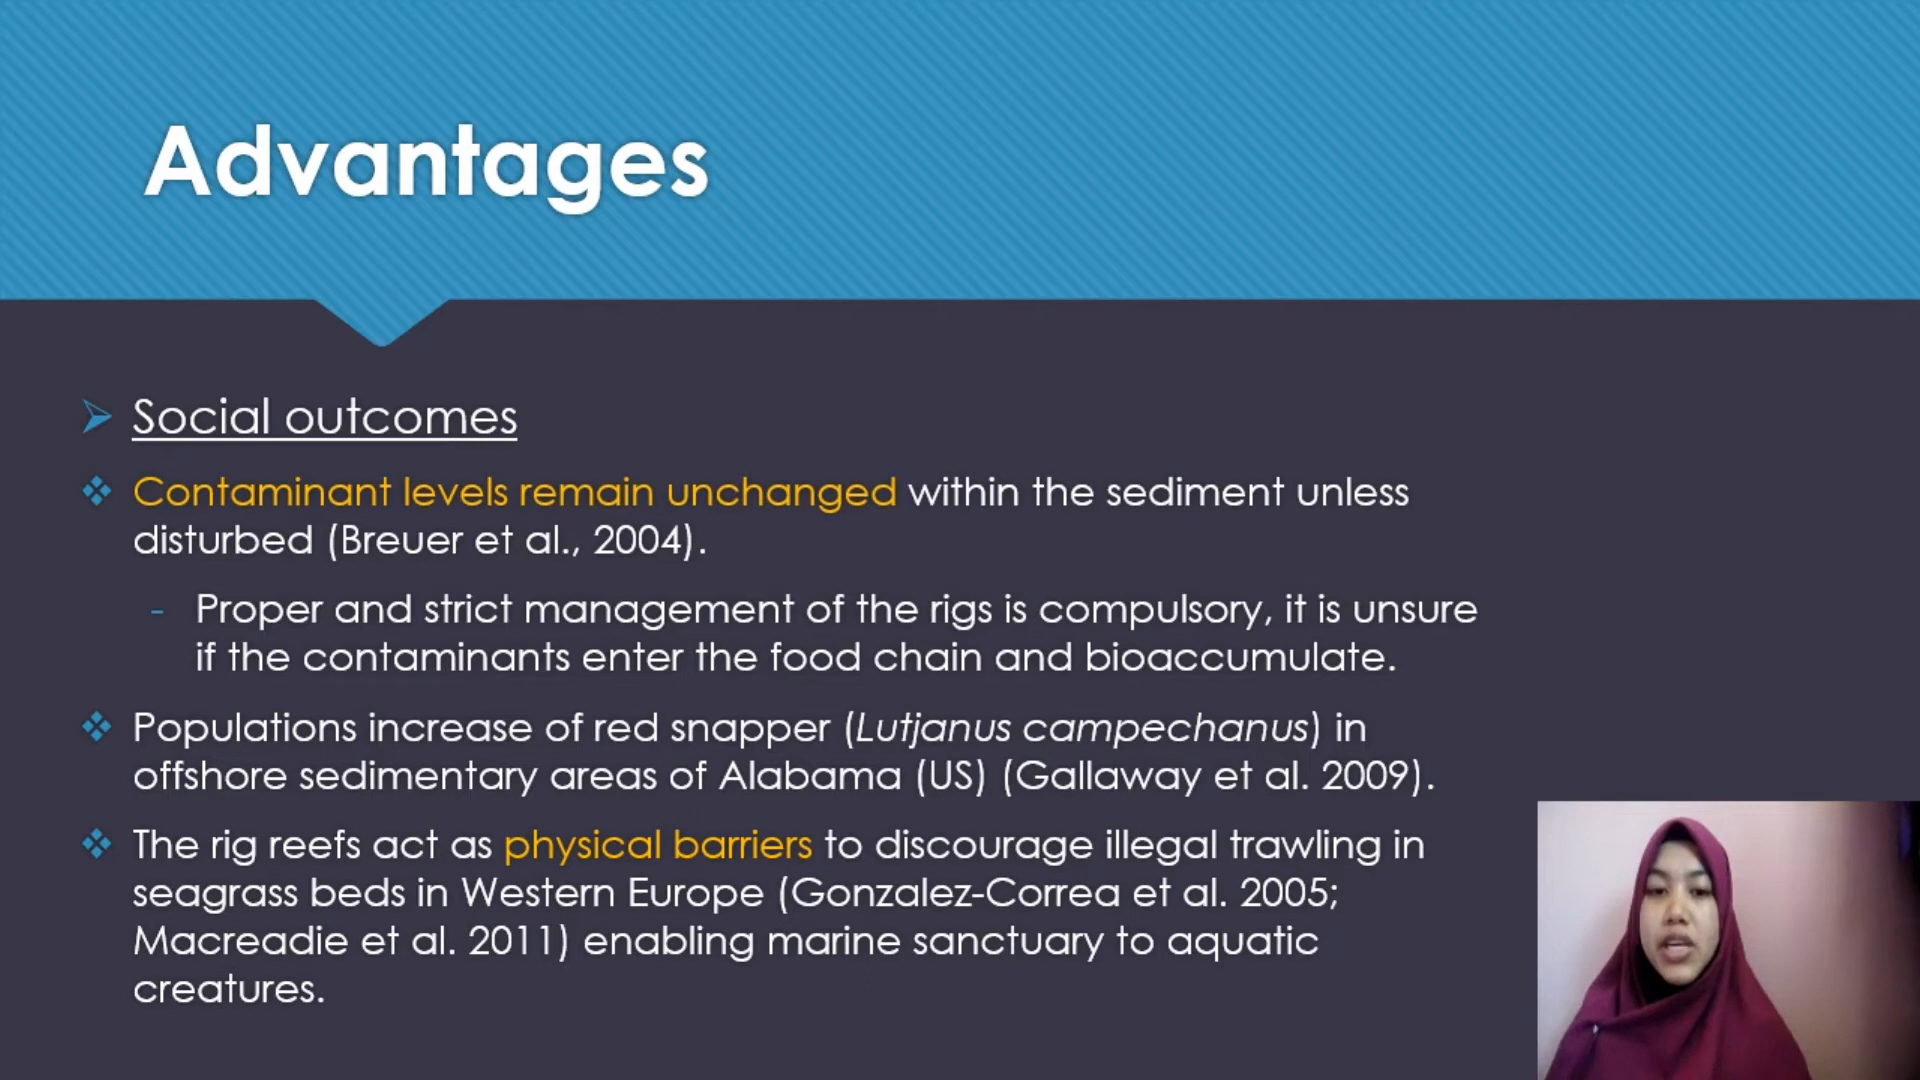 Advantages
Social outcomes
Contaminant levels remain unchanged within the sediment unless
disturbed (Breuer et al., 2004).
- Proper and strict management of the rigs is compulsory, it is unsure
if the contaminants enter the food chain and bioaccumulate.
Populations increase of red snapper (Lutjanus campechanus) in
offshore sedimentary areas of Alabama (US) (Gallaway et al. 2009).
The rig reefs act as physical barriers to discourage illegal trawling in
seagrass beds in Western Europe (Gonzalez-Correa et al. 2005;
Macreadie et al. 2011) enabling marine sanctuary to aquatic
creatures.